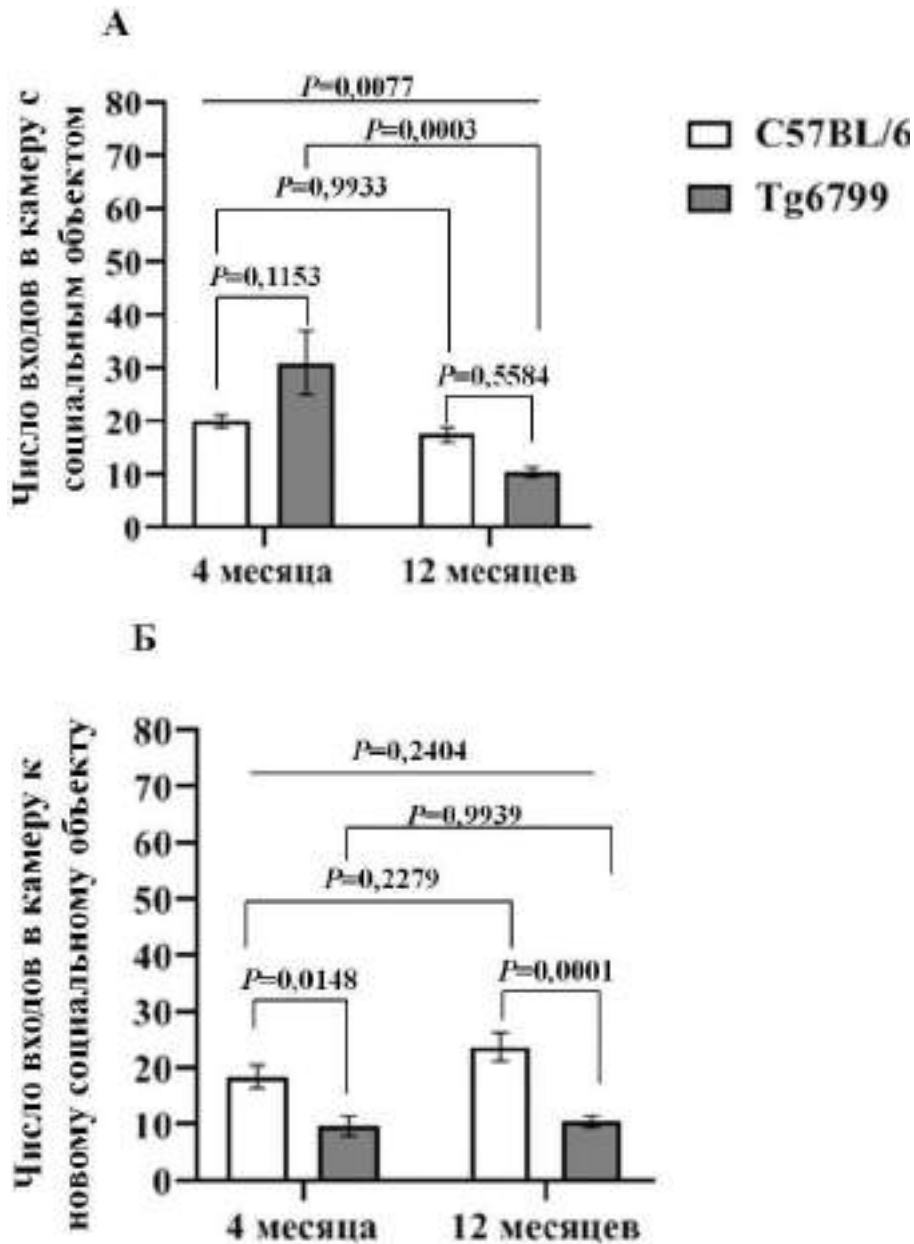 А
Число входов в камеру с
социальным объектом
80
70
60
50
40
30
20
10
0
P=0,0077
P=0,0003
P=0,9933
P=0,1153
P=0,5584
4 месяца
12 месяцев
C57BL/6
Tg6799
Б
Число входов в камеру к
новому социальному объекту
80
70
60
50
40
30
20
10
0
P=0,2404
P=0,9939
P=0,2279
P=0,0148
P=0,0001
4 месяца
12 месяцев